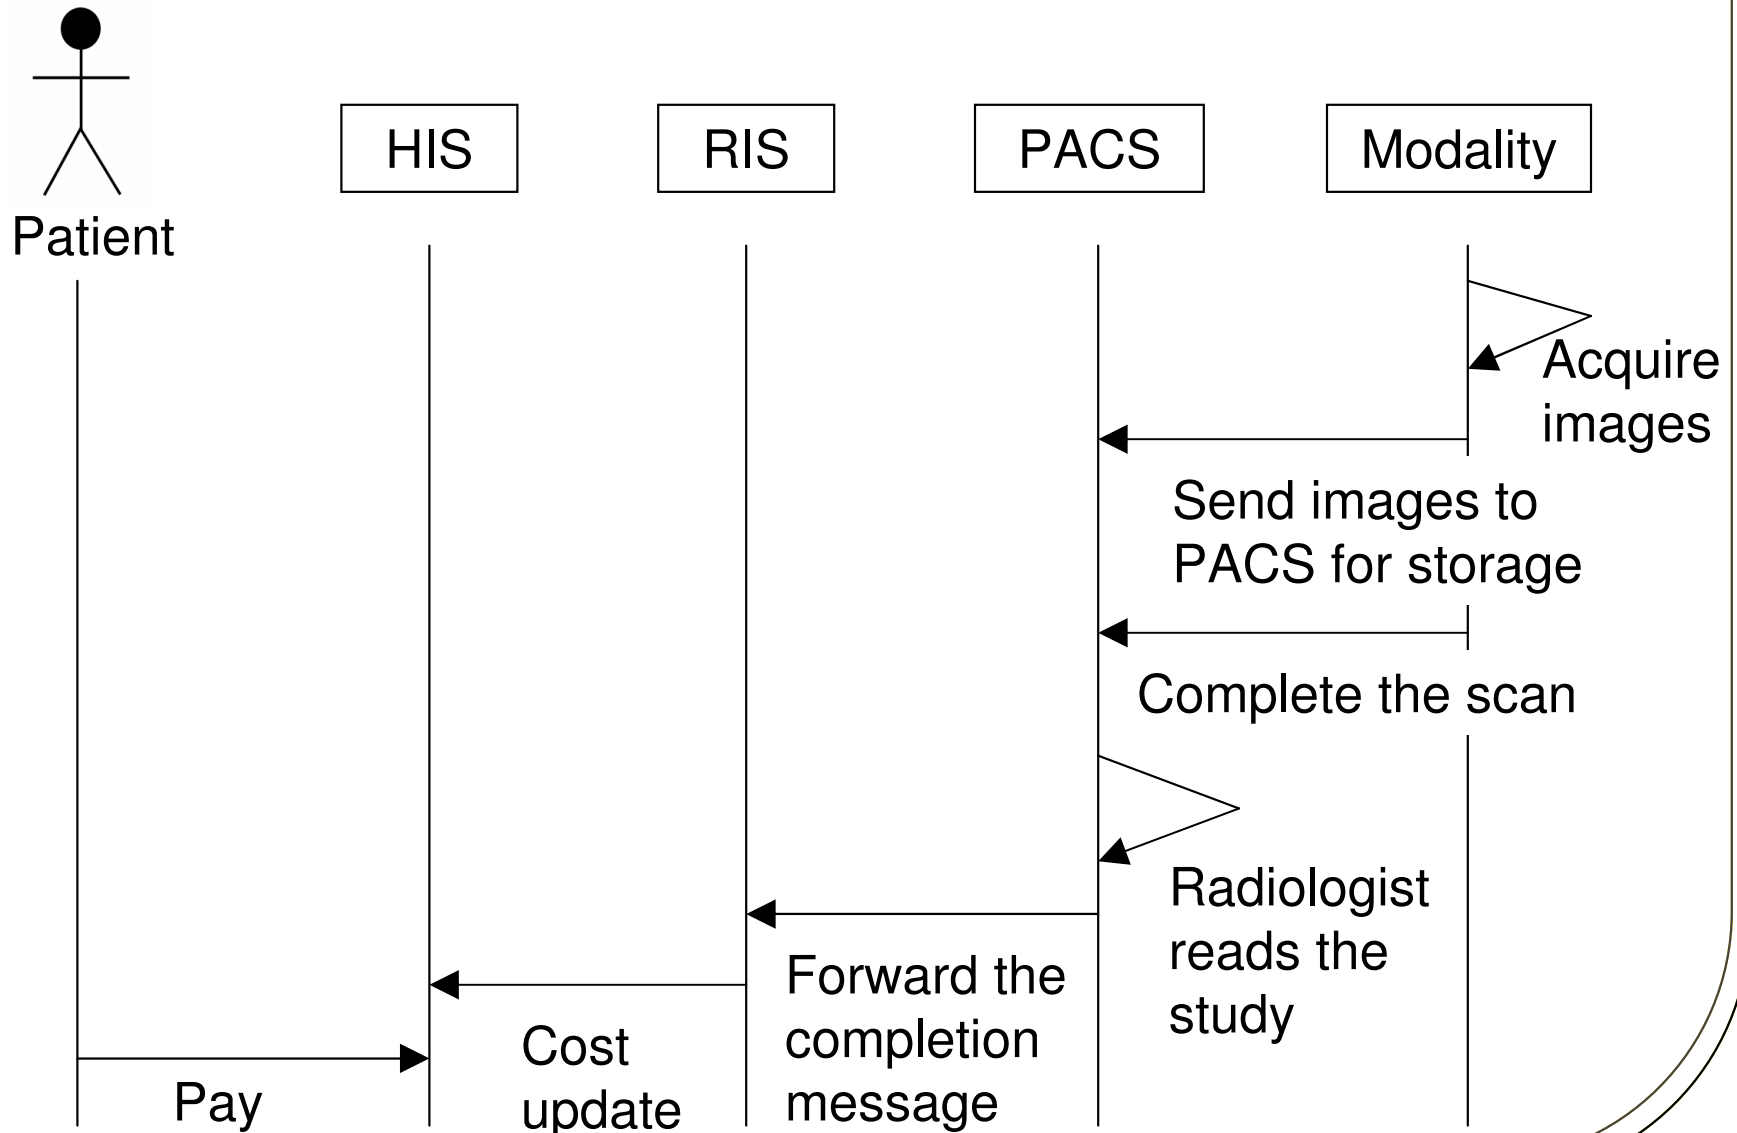 Patient
HIS
RIS
PACS
Modality
Acquire
images
Send images to
PACS for storage
Complete the scan
Radiologist
reads the
study
Forward the
completion
message
Cost
update
Pay